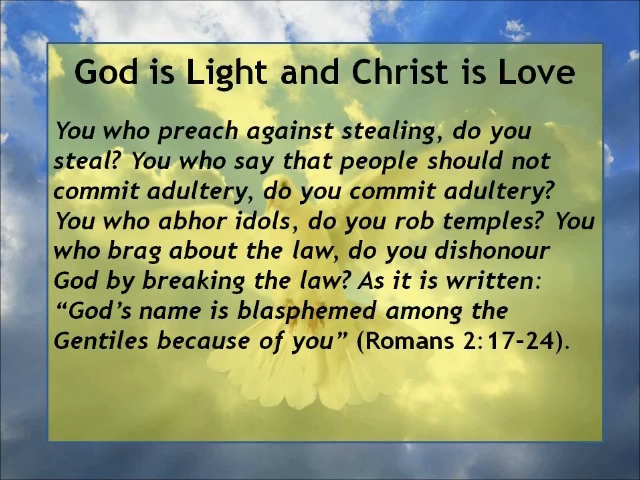 God is Light and Christ is Love
You who preach against stealing, do you
steal? You who say that people should not
commit adultery, do you commit adultery?
You who abhor idols, do you rob temples? You
who brag about the law, do you dishonour
God by breaking the law? As it is written:
“God’s name is blasphemed among the
Gentiles because of you” (Romans 2:17-24).